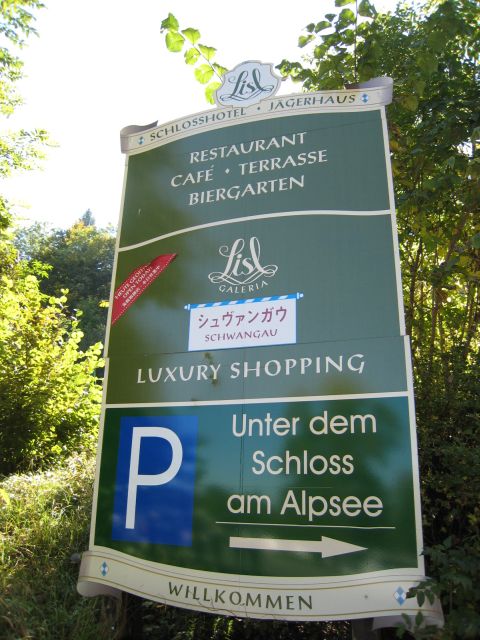 Lisl
SCHLOSSHOTEL · JÄGERHAUS
RESTAURANT
CAFÉ · TERRASSE
BIERGARTEN
Lisl
GALERIA
シュヴァンガウ
SCHWANGAU
LUXURY SHOPPING
P
Unter dem
Schloss
am Alpsee
WILLKOMMEN